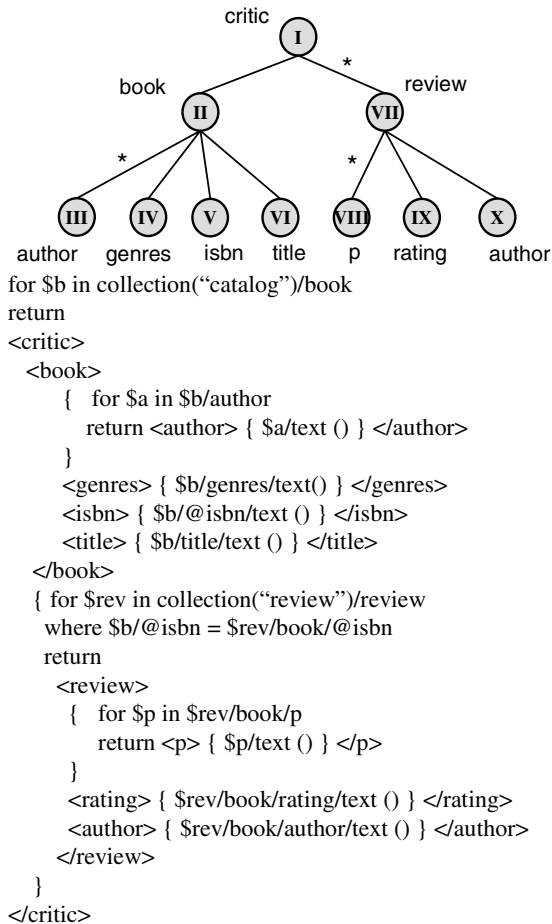 critic
I
*
book
review
II
VII
*
*
III IV V VI VIII IX X
author genres isbn title p rating author
for $b in collection(“catalog”)/book
return
<critic>
<book>
{ for $a in $b/author
return <author> { $a/text () } </author>
}
<genres> { $b/genres/text() } </genres>
<isbn> { $b/@isbn/text () } </isbn>
<title> { $b/title/text () } </title>
</book>
{ for $rev in collection(“review”)/review
where $b/@isbn = $rev/book/@isbn
return
<review>
{ for $p in $rev/book/p
return <p> { $p/text () } </p>
}
<rating> { $rev/book/rating/text () } </rating>
<author> { $rev/book/author/text () } </author>
</review>
}
</critic>